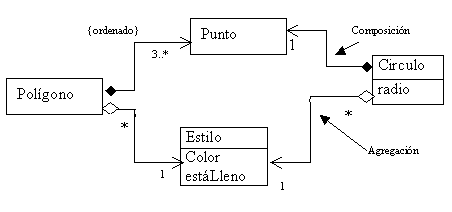 {ordenado}
Punto
Composición
3..*
1
Circulo
radio
Polígono
*
*
Estilo
Color
estáLleno
Agregación
1
1